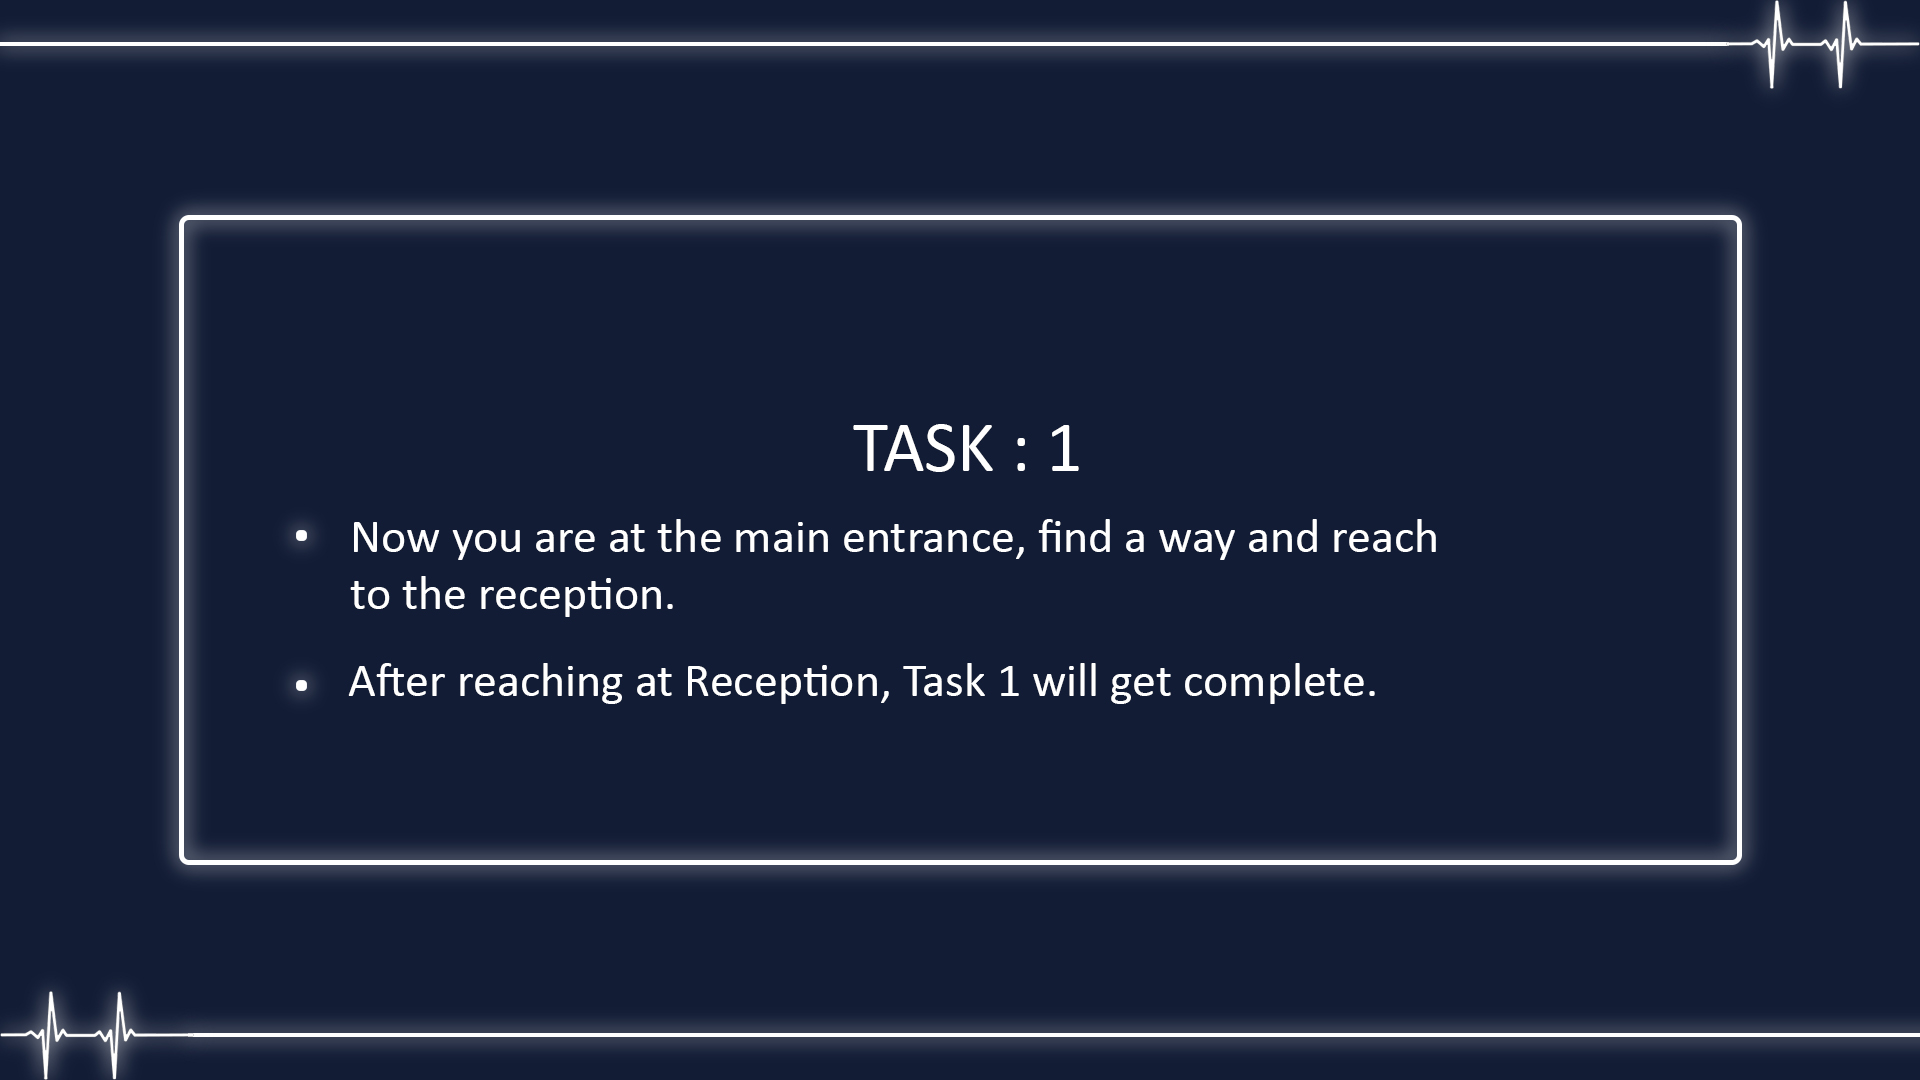 TASK : 1
• Now you are at the main entrance, find a way and reach
to the reception.
• After reaching at Reception, Task 1 will get complete.